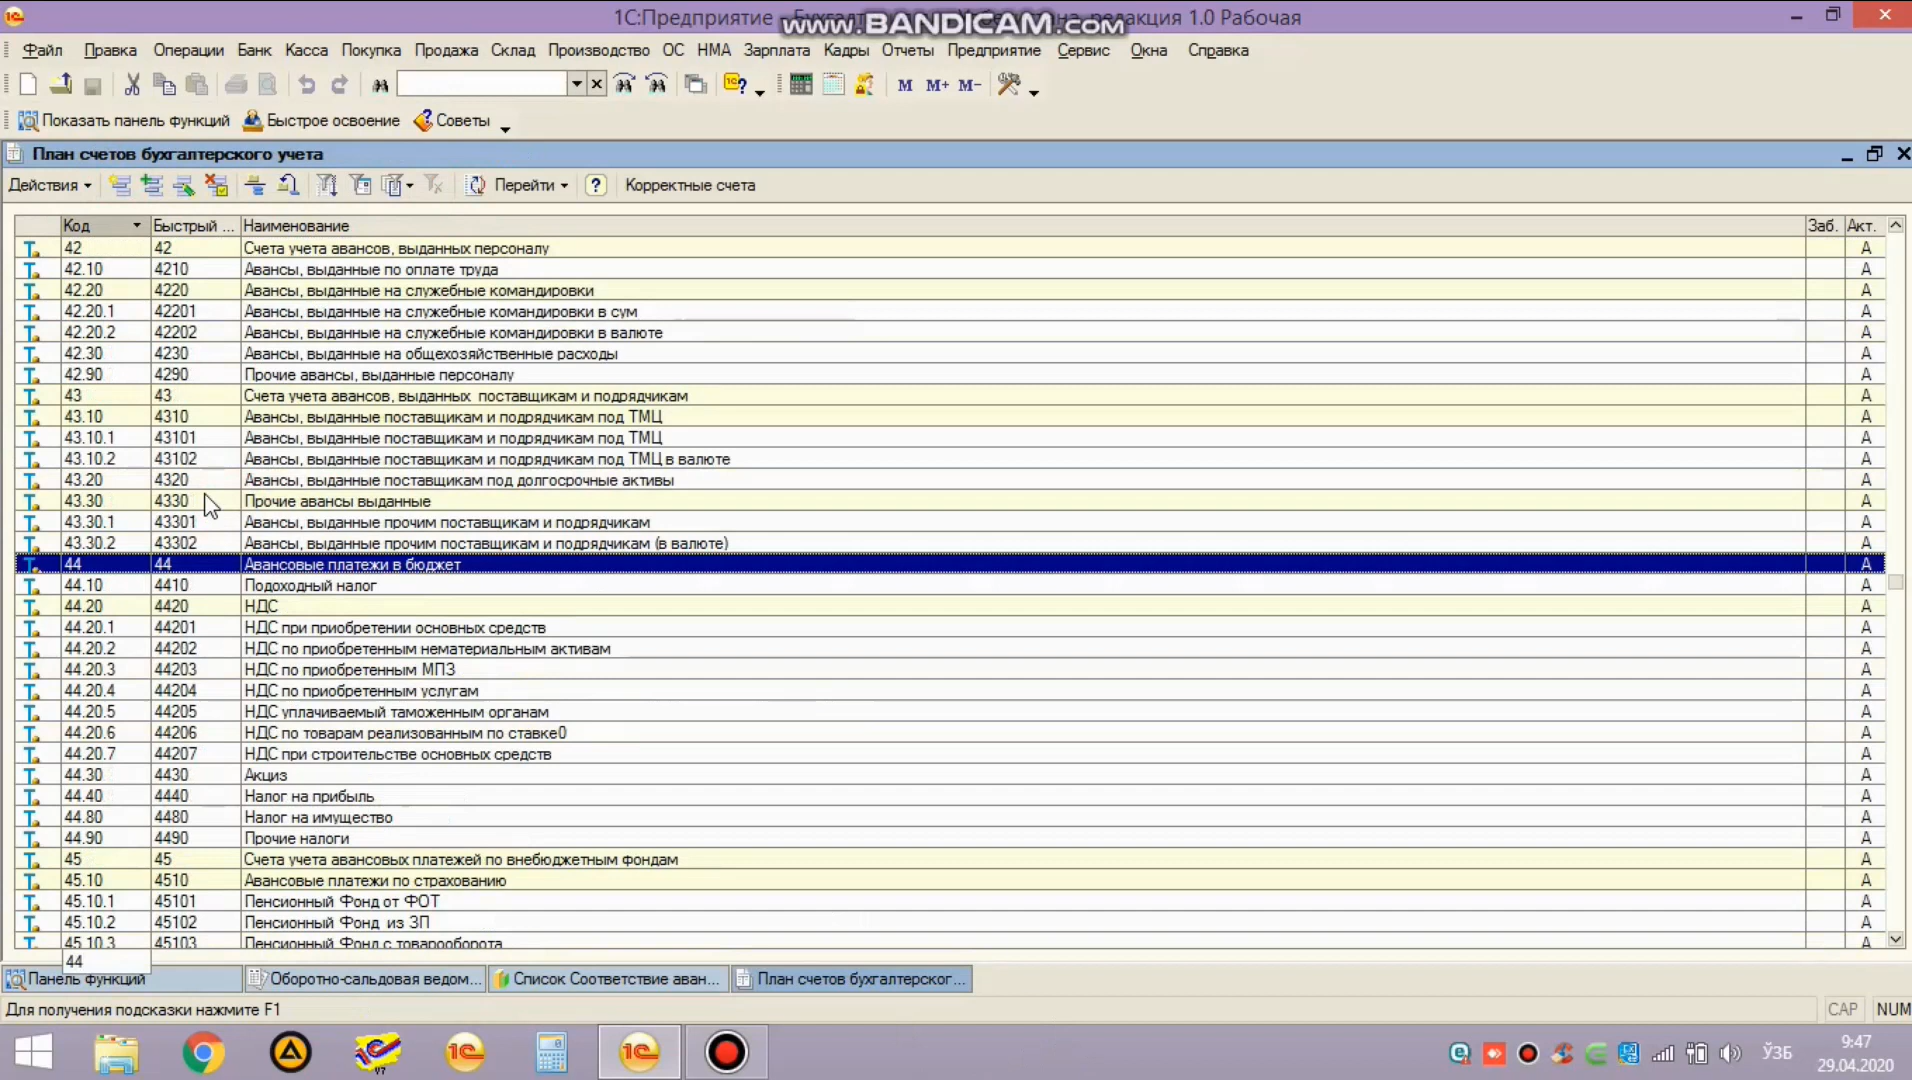 1С:Предприятие - Бухгал
редакция 1.0 Рабочая
www.BANDICAM.com
Файл Правка Операции Банк Касса Покупка Продажа Склад Производство ОС НМА Зарплата Кадры Отчеты Предприятие Сервис Окна Справка
М М+ М-
Показать панель функций Быстрое освоение Советы
План счетов бухгалтерского учета
Действия Перейти ? Корректные счета
Код Быстрый ... Наименование Заб. Акт.
42 42 Счета учета авансов, выданных персоналу А
42.10 4210 Авансы, выданные по оплате труда А
42.20 4220 Авансы, выданные на служебные командировки А
42.20.1 42201 Авансы, выданные на служебные командировки в сум А
42.20.2 42202 Авансы, выданные на служебные командировки в валюте А
42.30 4230 Авансы, выданные на общехозяйственные расходы А
42.90 4290 Прочие авансы, выданные персоналу А
43 43 Счета учета авансов, выданных поставщикам и подрядчикам А
43.10 4310 Авансы, выданные поставщикам и подрядчикам под ТМЦ А
43.10.1 43101 Авансы, выданные поставщикам и подрядчикам под ТМЦ А
43.10.2 43102 Авансы, выданные поставщикам и подрядчикам под ТМЦ в валюте А
43.20 4320 Авансы, выданные поставщикам под долгосрочные активы А
43.30 4330 Прочие авансы выданные А
43.30.1 43301 Авансы, выданные прочим поставщикам и подрядчикам А
43.30.2 43302 Авансы, выданные прочим поставщикам и подрядчикам (в валюте) А
44 44 Авансовые платежи в бюджет А
44.10 4410 Подоходный налог А
44.20 4420 НДС А
44.20.1 44201 НДС при приобретении основных средств А
44.20.2 44202 НДС по приобретенным нематериальным активам А
44.20.3 44203 НДС по приобретенным МПЗ А
44.20.4 44204 НДС по приобретенным услугам А
44.20.5 44205 НДС уплачиваемый таможенным органам А
44.20.6 44206 НДС по товарам реализованным по ставке0 А
44.20.7 44207 НДС при строительстве основных средств А
44.30 4430 Акциз А
44.40 4440 Налог на прибыль А
44.80 4480 Налог на имущество А
44.90 4490 Прочие налоги А
45 45 Счета учета авансовых платежей по внебюджетным фондам А
45.10 4510 Авансовые платежи по страхованию А
45.10.1 45101 Пенсионный Фонд от ФОТ А
45.10.2 45102 Пенсионный Фонд из ЗП А
45.10.3 45103 Пенсионный Фонд с товарооборота А
44
Панель функций Оборотно-сальдовая ведом... Список Соответствие аван... План счетов бухгалтерског...
Для получения подсказки нажмите F1 CAP NUM
ЎЗБ
9:47
29.04.2020